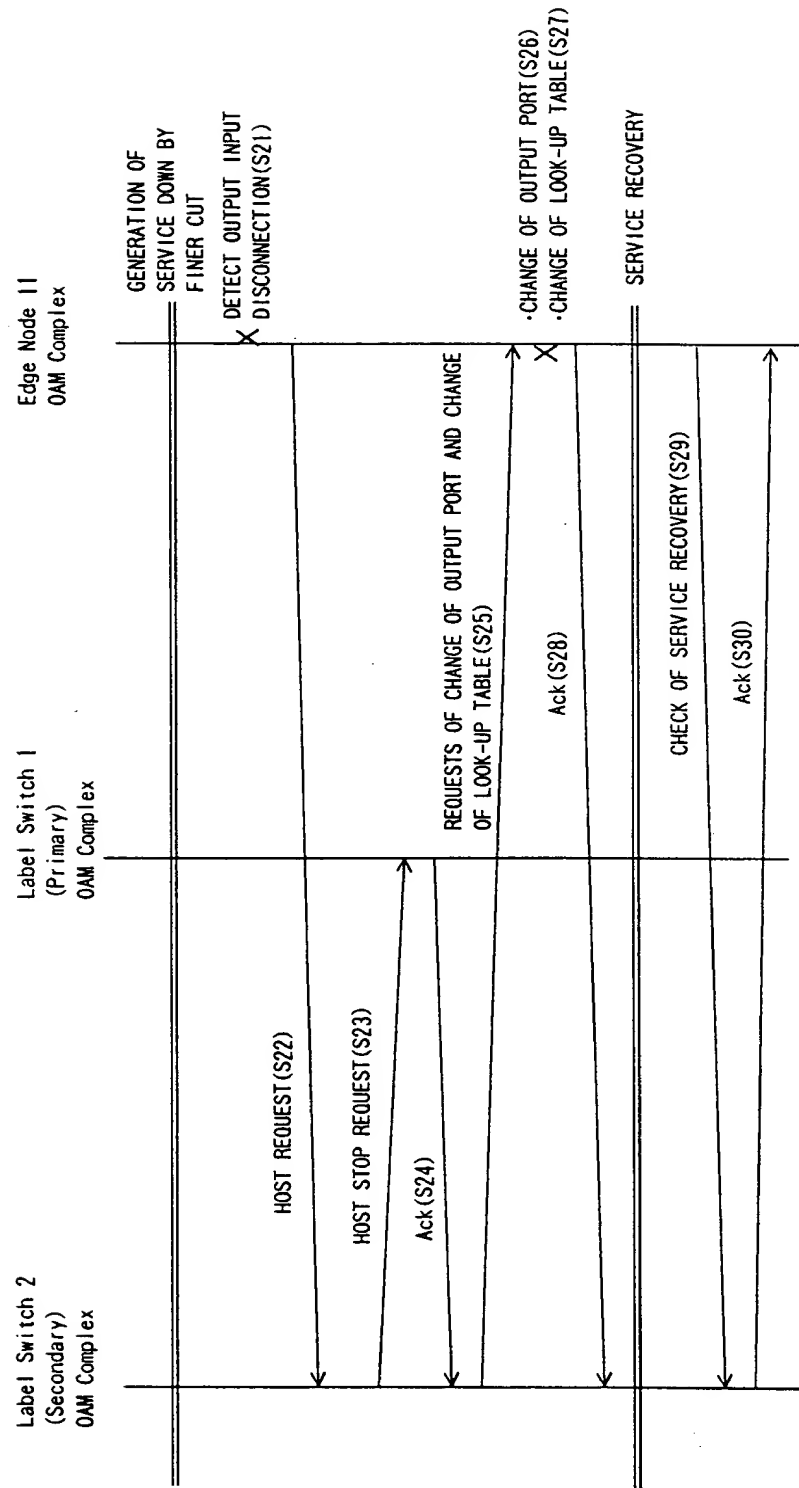 Label Switch 2
(Secondary)
OAM Complex
Label Switch 1
(Primary)
OAM Complex
Edge Node 11
OAM Complex
GENERATION OF
SERVICE DOWN BY
FINER CUT
DETECT OUTPUT INPUT
DISCONNECTION(S21)
HOST REQUEST(S22)
HOST STOP REQUEST(S23)
Ack(S24)
REQUESTS OF CHANGE OF OUTPUT PORT AND CHANGE
OF LOOK-UP TABLE(S25)
·CHANGE OF OUTPUT PORT(S26)
·CHANGE OF LOOK-UP TABLE(S27)
Ack(S28)
SERVICE RECOVERY
CHECK OF SERVICE RECOVERY(S29)
Ack(S30)